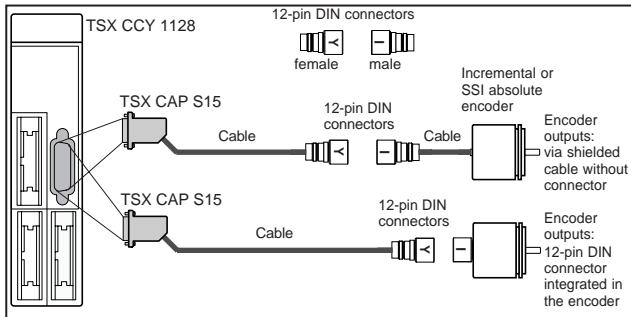 TSX CCY 1128
12-pin DIN connectors
Y
I
female
male
TSX CAP S15
Cable
12-pin DIN
connectors
Y
I
Cable
Incremental or
SSI absolute
encoder
Encoder
outputs:
via shielded
cable without
connector
TSX CAP S15
Cable
12-pin DIN
connectors
Y
I
Encoder
outputs:
12-pin DIN
connector
integrated in
the encoder